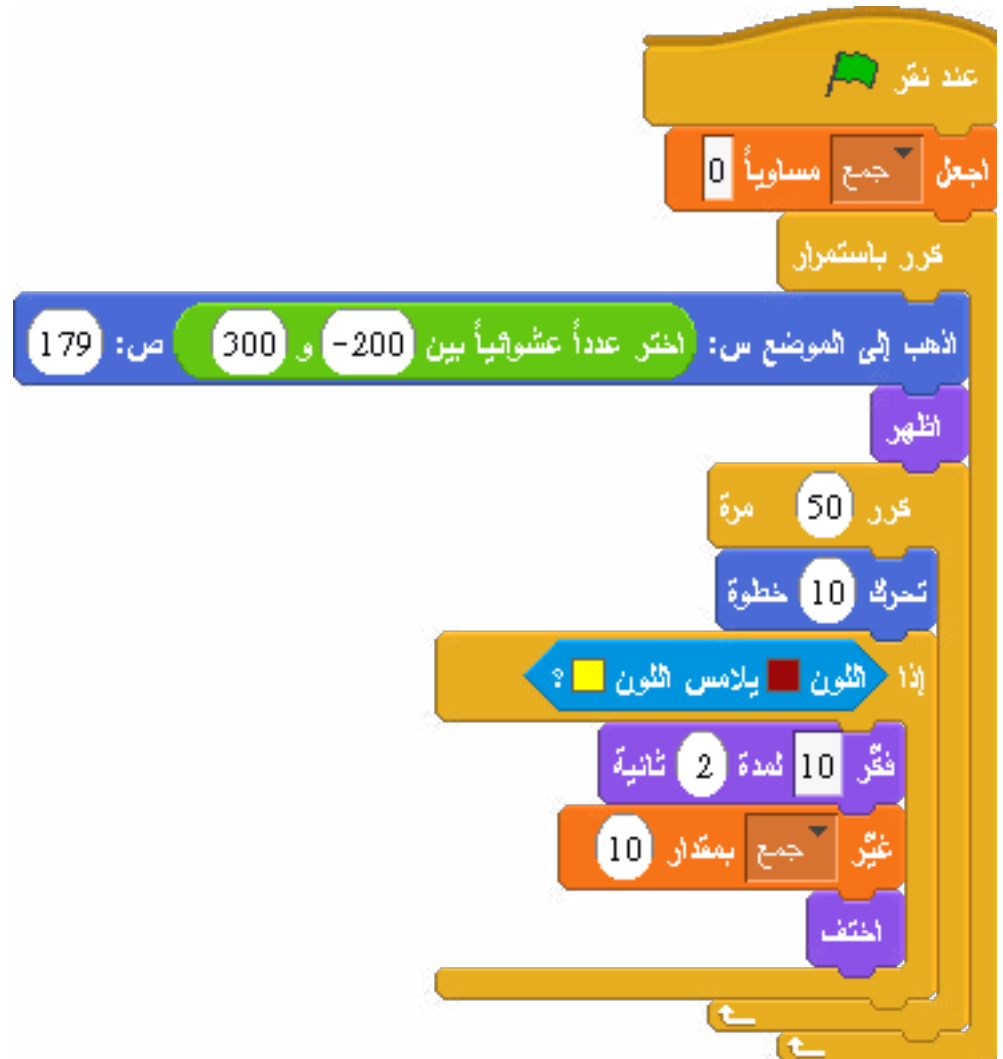 عند نقر
اجعل جمع مساوياً 0
كرر باستمرار
اذهب إلى الموضع س: اختر عدداً عشوائياً بين -200 و 300 ص: 179
اظهر
كرر 50 مرة
تحرك 10 خطوة
إذا اللون يلامس اللون ؟
فكّر 10 لمدة 2 ثانية
غيّر جمع بمقدار 10
اختف